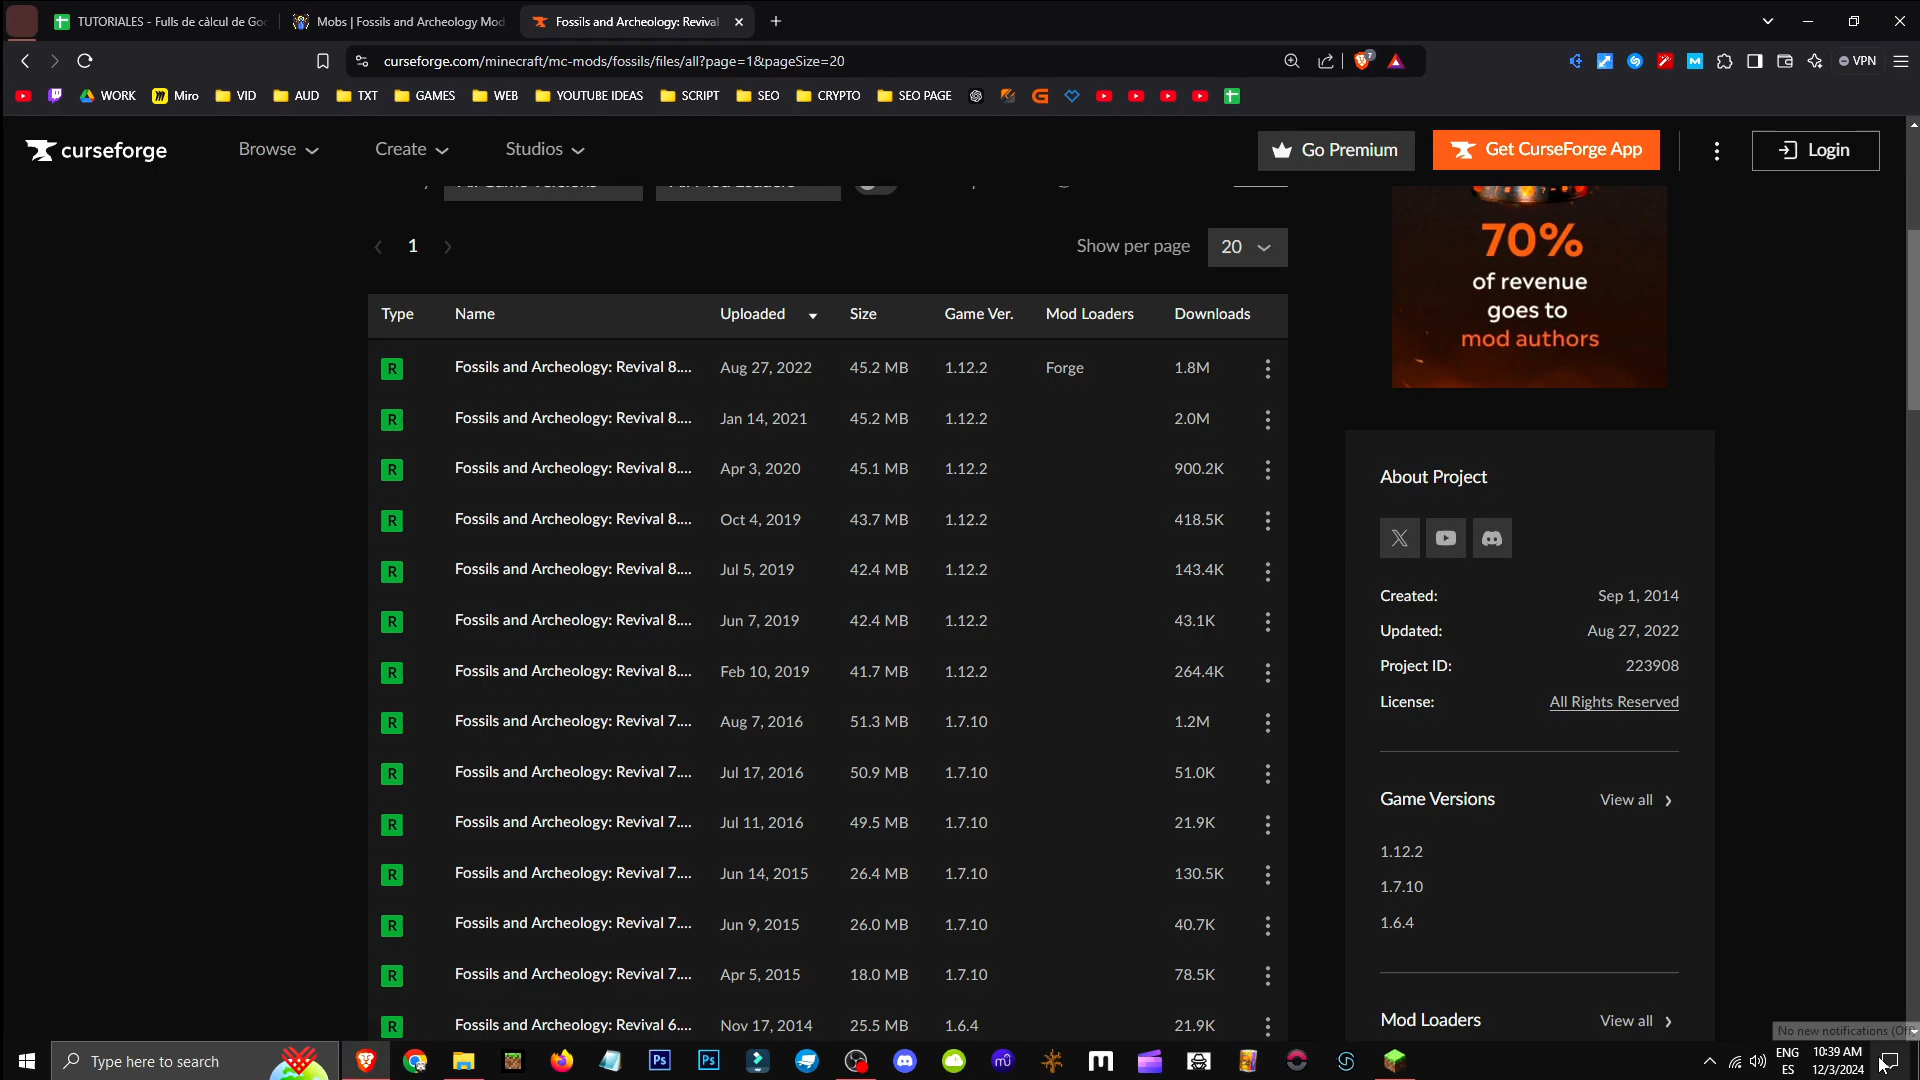 TUTORIALES - Fulls de càlcul de Goo
Mobs | Fossils and Archeology Mod
Fossils and Archeology: Revival
curseforge.com/minecraft/mc-mods/fossils/files/all?page=1&pageSize=20
7
VPN
WORK
Miro
VID
AUD
TXT
GAMES
WEB
YOUTUBE IDEAS
SCRIPT
SEO
CRYPTO
SEO PAGE
curseforge
Browse
Create
Studios
Go Premium
Get CurseForge App
Login
1
Show per page
20
70%
of revenue
goes to
mod authors
Type Name Uploaded Size Game Ver. Mod Loaders Downloads
R Fossils and Archeology: Revival 8.... Aug 27, 2022 45.2 MB 1.12.2 Forge 1.8M
R Fossils and Archeology: Revival 8.... Jan 14, 2021 45.2 MB 1.12.2 2.0M
R Fossils and Archeology: Revival 8.... Apr 3, 2020 45.1 MB 1.12.2 900.2K
R Fossils and Archeology: Revival 8.... Oct 4, 2019 43.7 MB 1.12.2 418.5K
R Fossils and Archeology: Revival 8.... Jul 5, 2019 42.4 MB 1.12.2 143.4K
R Fossils and Archeology: Revival 8.... Jun 7, 2019 42.4 MB 1.12.2 43.1K
R Fossils and Archeology: Revival 8.... Feb 10, 2019 41.7 MB 1.12.2 264.4K
R Fossils and Archeology: Revival 7.... Aug 7, 2016 51.3 MB 1.7.10 1.2M
R Fossils and Archeology: Revival 7.... Jul 17, 2016 50.9 MB 1.7.10 51.0K
R Fossils and Archeology: Revival 7.... Jul 11, 2016 49.5 MB 1.7.10 21.9K
R Fossils and Archeology: Revival 7.... Jun 14, 2015 26.4 MB 1.7.10 130.5K
R Fossils and Archeology: Revival 7.... Jun 9, 2015 26.0 MB 1.7.10 40.7K
R Fossils and Archeology: Revival 7.... Apr 5, 2015 18.0 MB 1.7.10 78.5K
R Fossils and Archeology: Revival 6.... Nov 17, 2014 25.5 MB 1.6.4 21.9K
About Project
Created: Sep 1, 2014
Updated: Aug 27, 2022
Project ID: 223908
License: All Rights Reserved
Game Versions View all
1.12.2
1.7.10
1.6.4
Mod Loaders View all
No new notifications (Off
Type here to search
Ps
Ps
ENG
ES
10:39 AM
12/3/2024